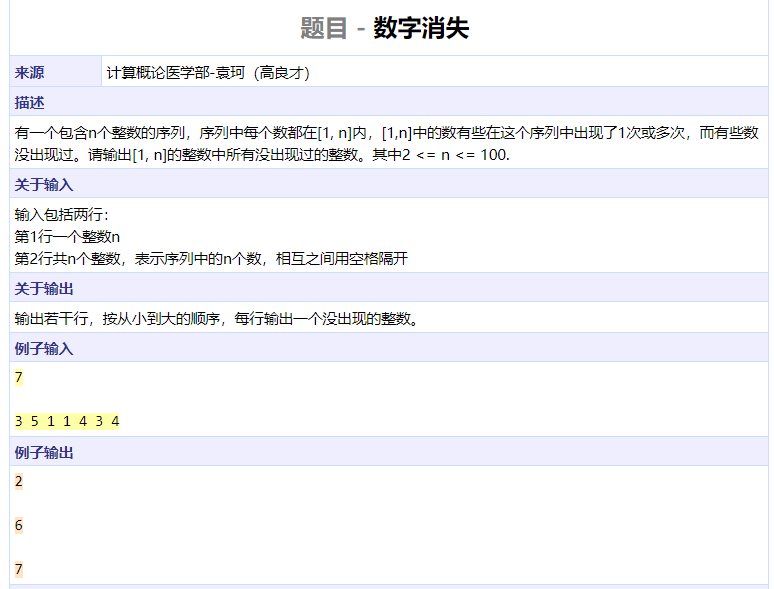 题目 - 数字消失
来源 计算概论医学部-袁珂（高良才）
描述
有一个包含n个整数的序列，序列中每个数都在[1, n]内，[1,n]中的数有些在这个序列中出现了1次或多次，而有些数
没出现过。请输出[1, n]的整数中所有没出现过的整数。其中2 <= n <= 100.
关于输入
输入包括两行：
第1行一个整数n
第2行共n个整数，表示序列中的n个数，相互之间用空格隔开
关于输出
输出若干行，按从小到大的顺序，每行输出一个没出现的整数。
例子输入
7
3 5 1 1 4 3 4
例子输出
2
6
7